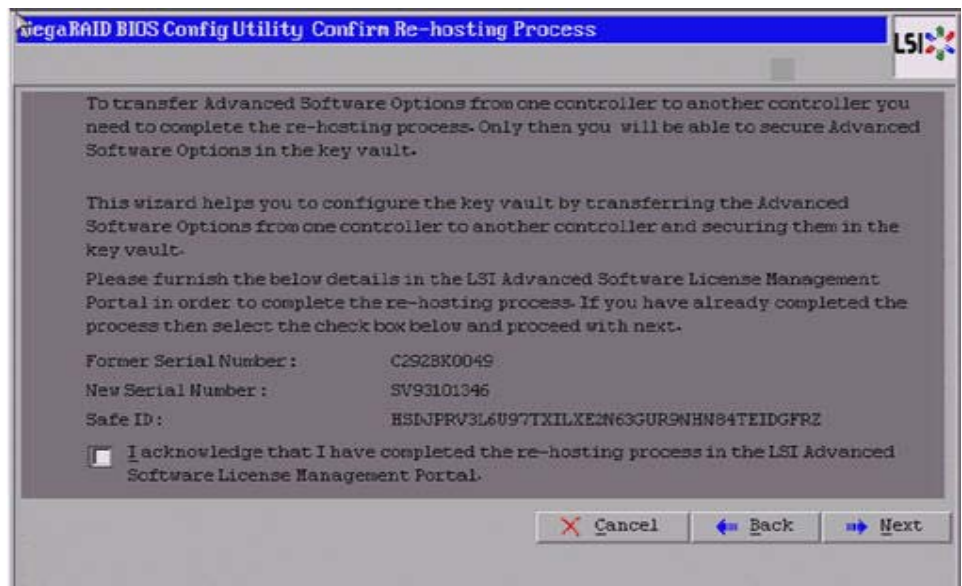 MegaRAID BIOS Config Utility Confirm Re-hosting Process
LSI
To transfer Advanced Software Options from one controller to another controller you
need to complete the re-hosting process. Only then you will be able to secure Advanced
Software Options in the key vault.
This wizard helps you to configure the key vault by transferring the Advanced
Software Options from one controller to another controller and securing them in the
key vault.
Please furnish the below details in the LSI Advanced Software License Management
Portal in order to complete the re-hosting process. If you have already completed the
process then select the check box below and proceed with next.
Former Serial Number: C292BK0049
New Serial Number: SV93101346
Safe ID: HSDJPRV3L6U97TXILXE2N63GUR9NHN84TEIDGFRZ
I acknowledge that I have completed the re-hosting process in the LSI Advanced
Software License Management Portal.
Cancel Back Next